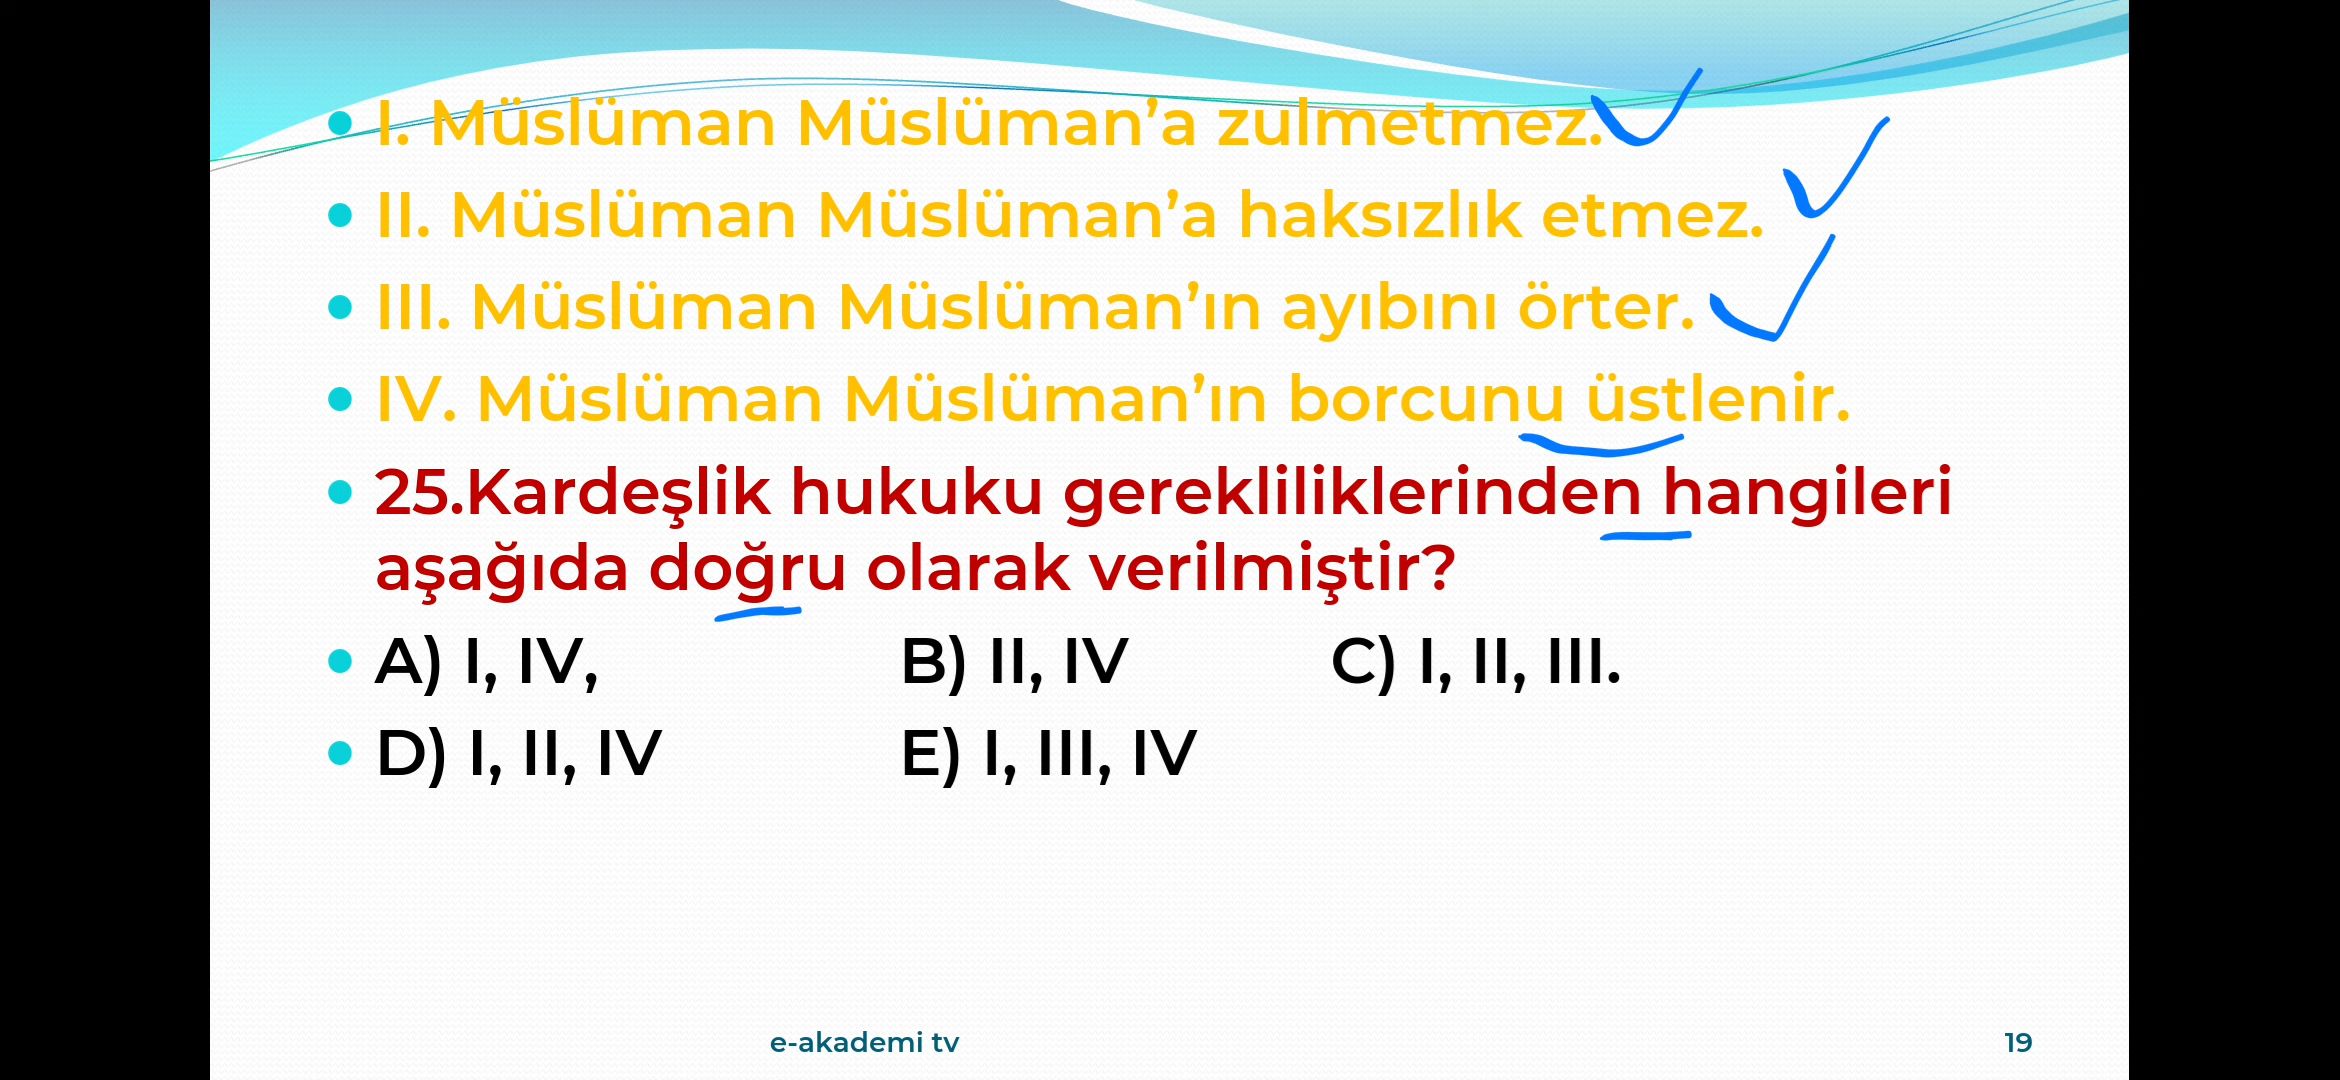 I. Müslüman Müslüman’a zulmetmez.
II. Müslüman Müslüman’a haksızlık etmez.
III. Müslüman Müslüman’ın ayıbını örter.
IV. Müslüman Müslüman’ın borcunu üstlenir.
25.Kardeşlik hukuku gerekliliklerinden hangileri
aşağıda doğru olarak verilmiştir?
A) I, IV, B) II, IV C) I, II, III.
D) I, II, IV E) I, III, IV
e-akademi tv 19